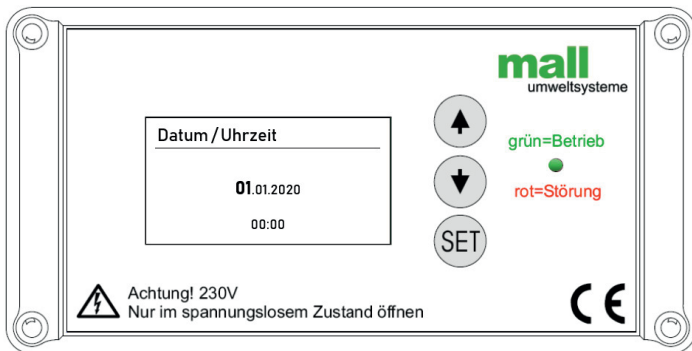 mall
umweltsysteme
Datum / Uhrzeit
01.01.2020
00:00
grün=Betrieb
rot=Störung
SET
Achtung! 230V
Nur im spannungslosem Zustand öffnen
CE